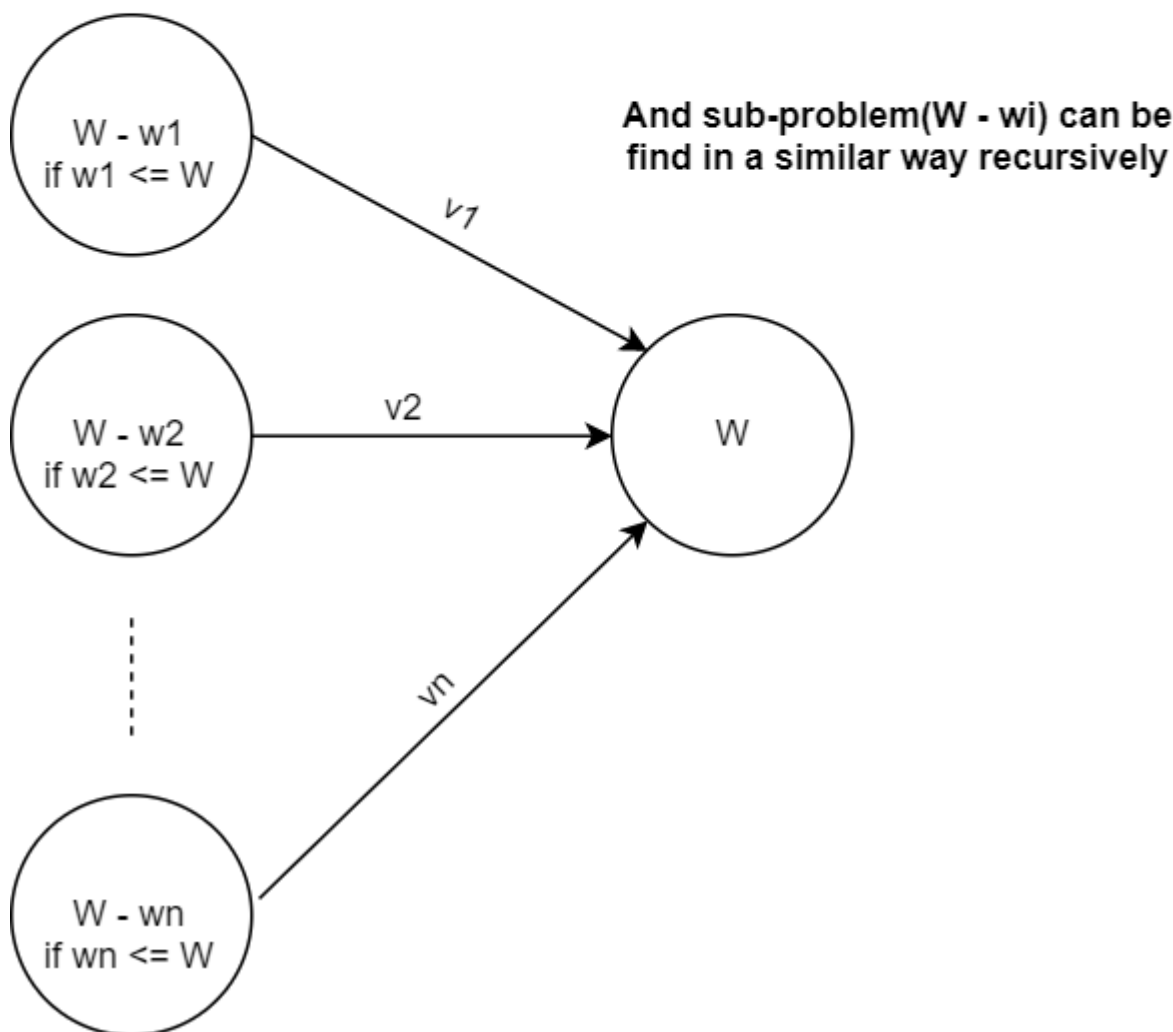 W - w1
if w1 <= W
And sub-problem(W - wi) can be
find in a similar way recursively
v1
W - w2
if w2 <= W
v2
W
vn
W - wn
if wn <= W